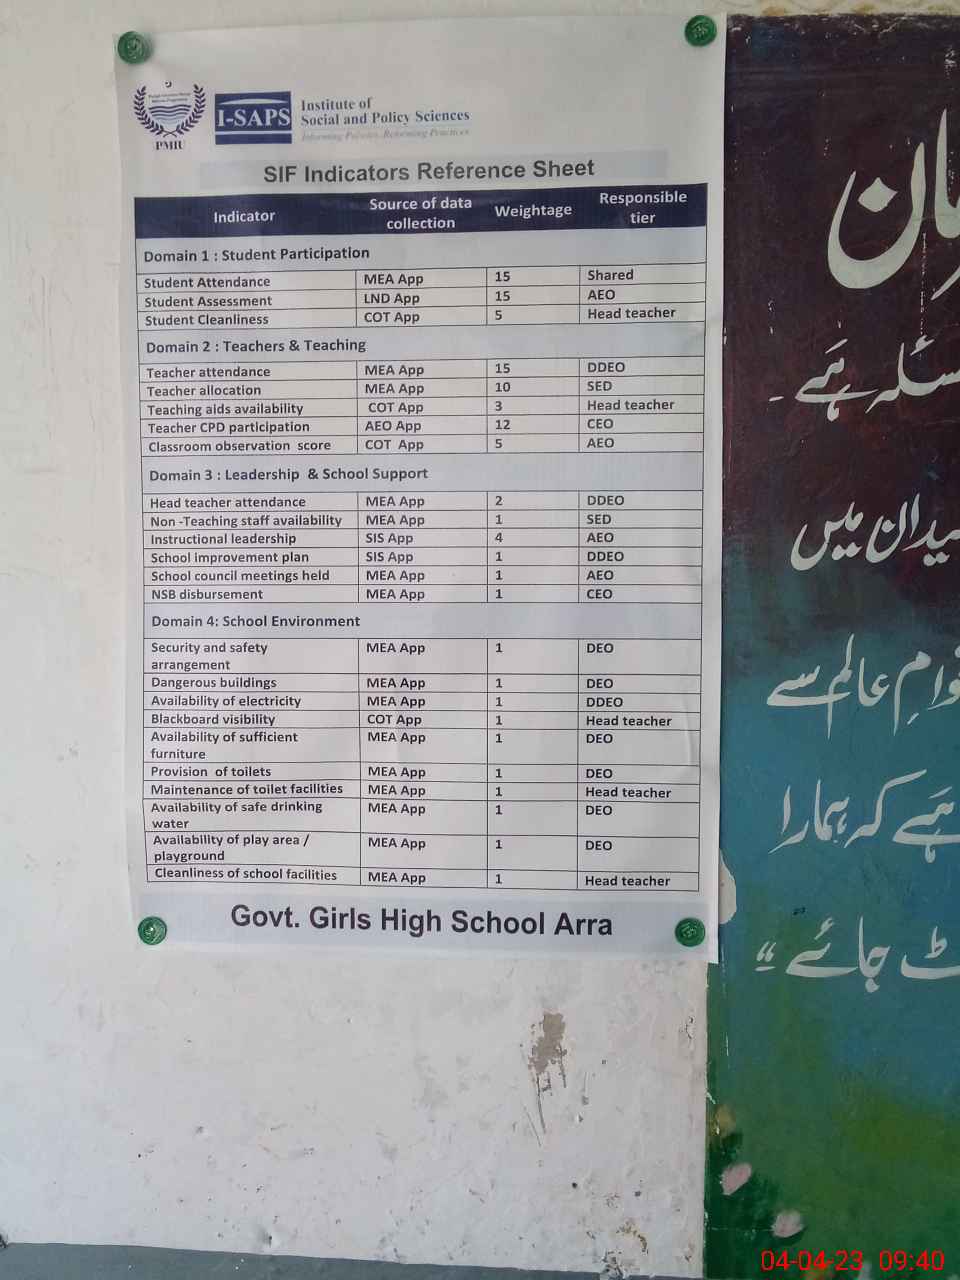 PMIU
I-SAPS
Institute of
Social and Policy Sciences
Informing Policies, Reforming Practices
SIF Indicators Reference Sheet
Indicator Source of data collection Weightage Responsible tier
Domain 1 : Student Participation
Student Attendance MEA App 15 Shared
Student Assessment LND App 15 AEO
Student Cleanliness COT App 5 Head teacher
Domain 2 : Teachers & Teaching
Teacher attendance MEA App 15 DDEO
Teacher allocation MEA App 10 SED
Teaching aids availability COT App 3 Head teacher
Teacher CPD participation AEO App 12 CEO
Classroom observation score COT App 5 AEO
Domain 3 : Leadership & School Support
Head teacher attendance MEA App 2 DDEO
Non -Teaching staff availability MEA App 1 SED
Instructional leadership SIS App 4 AEO
School improvement plan SIS App 1 DDEO
School council meetings held MEA App 1 AEO
NSB disbursement MEA App 1 CEO
Domain 4: School Environment
Security and safety arrangement MEA App 1 DEO
Dangerous buildings MEA App 1 DEO
Availability of electricity MEA App 1 DDEO
Blackboard visibility COT App 1 Head teacher
Availability of sufficient furniture MEA App 1 DEO
Provision of toilets MEA App 1 DEO
Maintenance of toilet facilities MEA App 1 Head teacher
Availability of safe drinking water MEA App 1 DEO
Availability of play area / playground MEA App 1 DEO
Cleanliness of school facilities MEA App 1 Head teacher
Govt. Girls High School Arra
ہے ۔
میں
عالم سے
ہے کہ ہمارا
جائے "
04-04-23 09:40